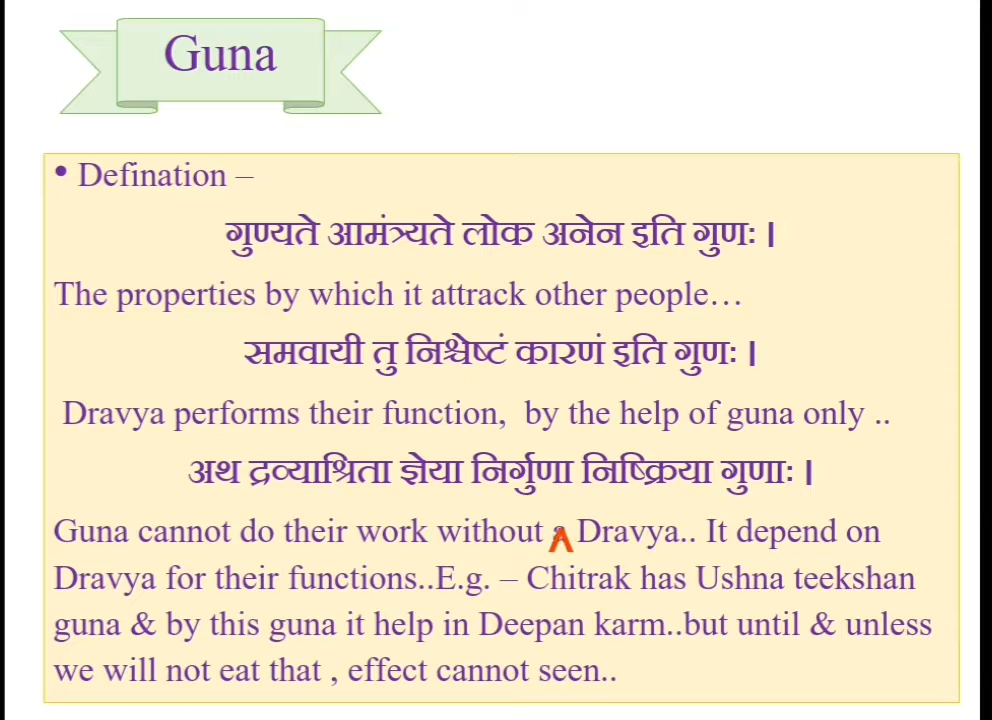 Guna
• Defination –
गुण्यते आमंत्र्यते लोक अनेन इति गुणः ।
The properties by which it attrack other people…
समवायी तु निश्चेष्टं कारणं इति गुणः ।
Dravya performs their function, by the help of guna only ..
अथ द्रव्याश्रिता ज्ञेया निर्गुणा निष्क्रिया गुणाः ।
Guna cannot do their work without a Dravya.. It depend on
Dravya for their functions..E.g. – Chitrak has Ushna teekshan
guna & by this guna it help in Deepan karm..but until & unless
we will not eat that , effect cannot seen..